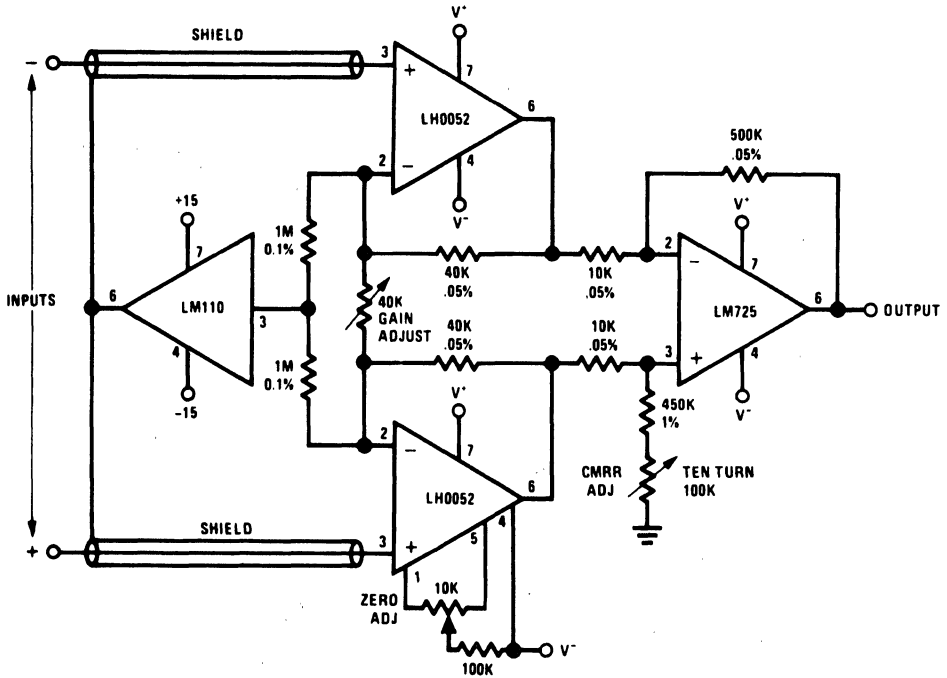 SHIELD
V+
−
3
+
7
LH0052
6
2
−
4
V−
500K
.05%
+15
7
1M
0.1%
40K
.05%
10K
.05%
V+
2
−
7
INPUTS
6
LM110
3
40K
GAIN
ADJUST
LM725
6
OUTPUT
4
−15
1M
0.1%
40K
.05%
10K
.05%
3
+
4
V−
V+
450K
1%
2
−
7
LH0052
6
CMRR
ADJ
TEN TURN
100K
SHIELD
+
3
+
4
5
1
ZERO
ADJ
10K
100K
V−